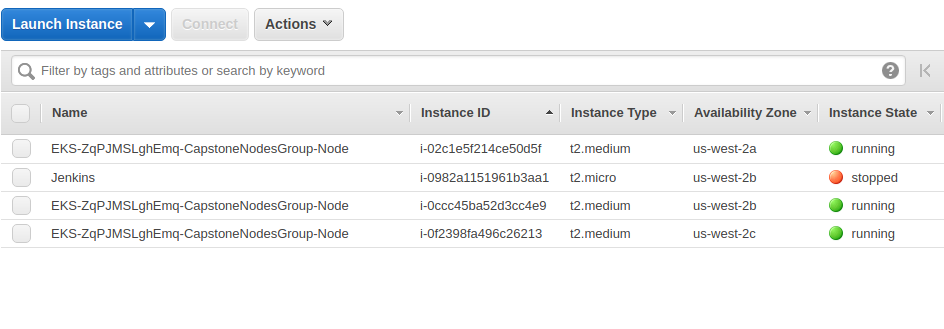 Launch Instance Connect Actions
Filter by tags and attributes or search by keyword
Name Instance ID Instance Type Availability Zone Instance State
EKS-ZqPJMSLghEmq-CapstoneNodesGroup-Node i-02c1e5f214ce50d5f t2.medium us-west-2a running
Jenkins i-0982a1151961b3aa1 t2.micro us-west-2b stopped
EKS-ZqPJMSLghEmq-CapstoneNodesGroup-Node i-0ccc45ba52d3cc4e9 t2.medium us-west-2b running
EKS-ZqPJMSLghEmq-CapstoneNodesGroup-Node i-0f2398fa496c26213 t2.medium us-west-2c running